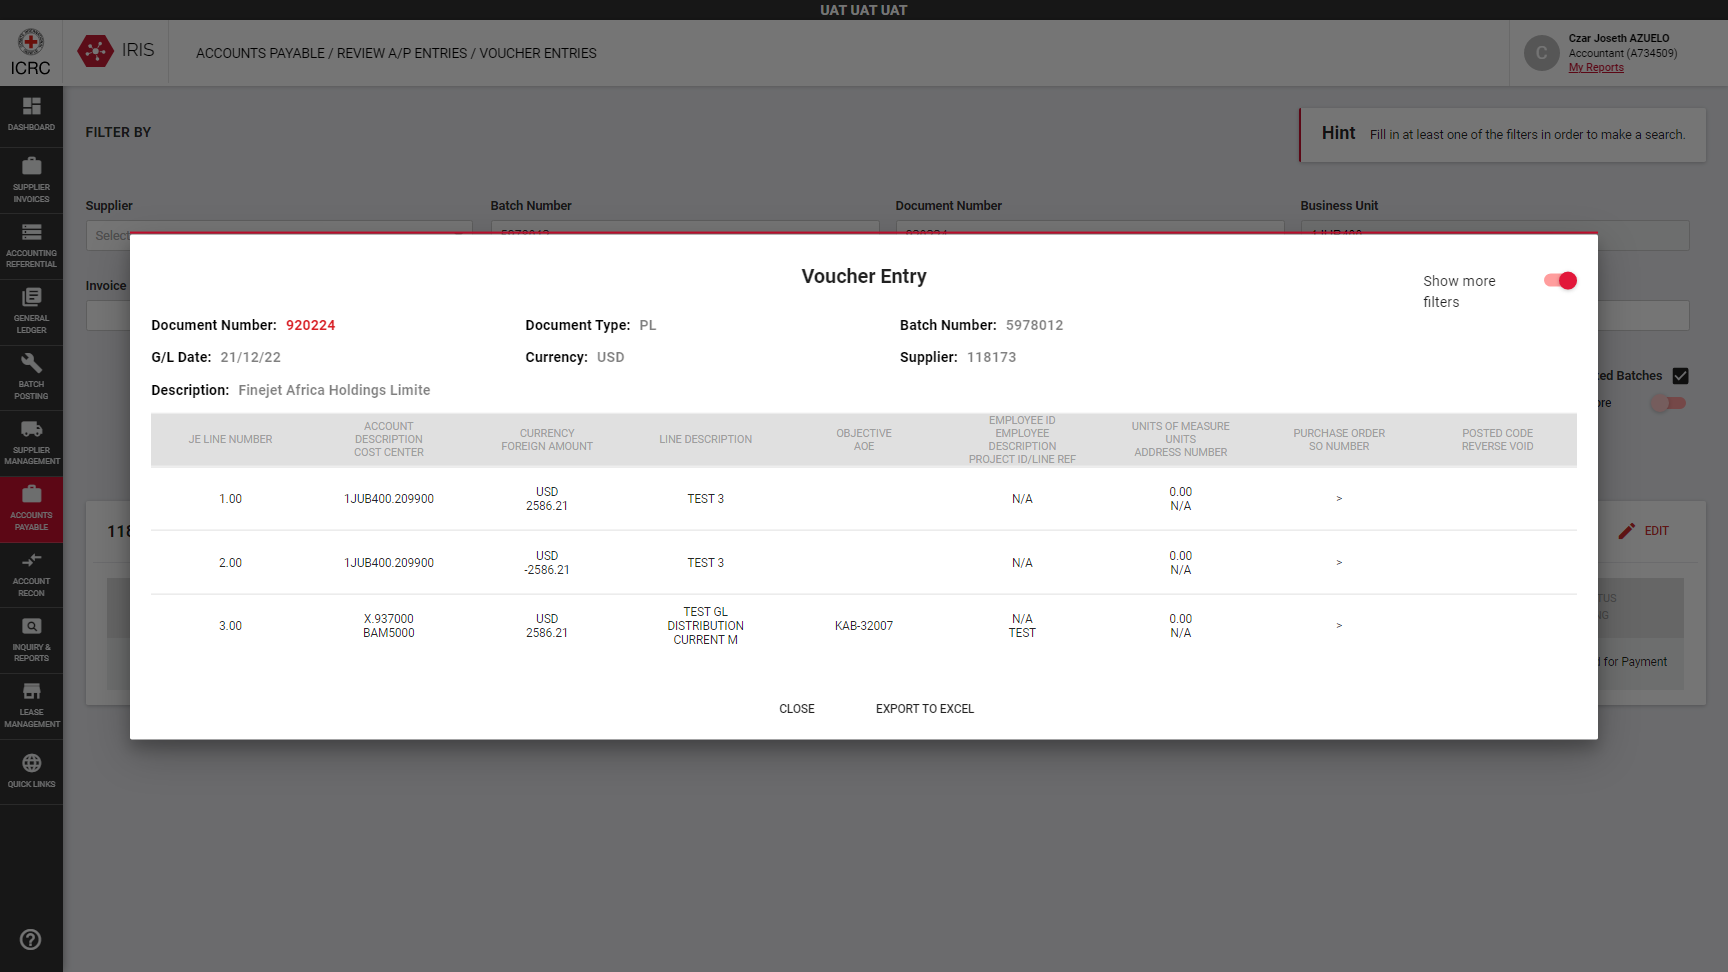 UAT UAT UAT
ICRC
IRIS
ACCOUNTS PAYABLE / REVIEW A/P ENTRIES / VOUCHER ENTRIES
C
Czar Joseth AZUELO
Accountant (A734509)
My Reports
DASHBOARD
SUPPLIER
INVOICES
ACCOUNTING
REFERENTIAL
GENERAL
LEDGER
BATCH
POSTING
SUPPLIER
MANAGEMENT
ACCOUNTS
PAYABLE
ACCOUNT
RECON
INQUIRY &
REPORTS
LEASE
MANAGEMENT
QUICK LINKS
FILTER BY
Hint Fill in at least one of the filters in order to make a search.
Supplier Batch Number Document Number Business Unit
Invoice
Voucher Entry
Show more
filters
Document Number: 920224 Document Type: PL Batch Number: 5978012
G/L Date: 21/12/22 Currency: USD Supplier: 118173
Description: Finejet Africa Holdings Limite
JE LINE NUMBER
ACCOUNT
DESCRIPTION
COST CENTER
CURRENCY
FOREIGN AMOUNT
LINE DESCRIPTION
OBJECTIVE
AOE
EMPLOYEE ID
EMPLOYEE
DESCRIPTION
PROJECT ID/LINE REF
UNITS OF MEASURE
UNITS
ADDRESS NUMBER
PURCHASE ORDER
SO NUMBER
POSTED CODE
REVERSE VOID
1.00
1JUB400.209900
USD
2586.21
TEST 3
N/A
0.00
N/A
>
2.00
1JUB400.209900
USD
-2586.21
TEST 3
N/A
0.00
N/A
>
3.00
X.937000
BAM5000
USD
2586.21
TEST GL
DISTRIBUTION
CURRENT M
KAB-32007
N/A
TEST
0.00
N/A
>
CLOSE EXPORT TO EXCEL
Batches
EDIT
for Payment